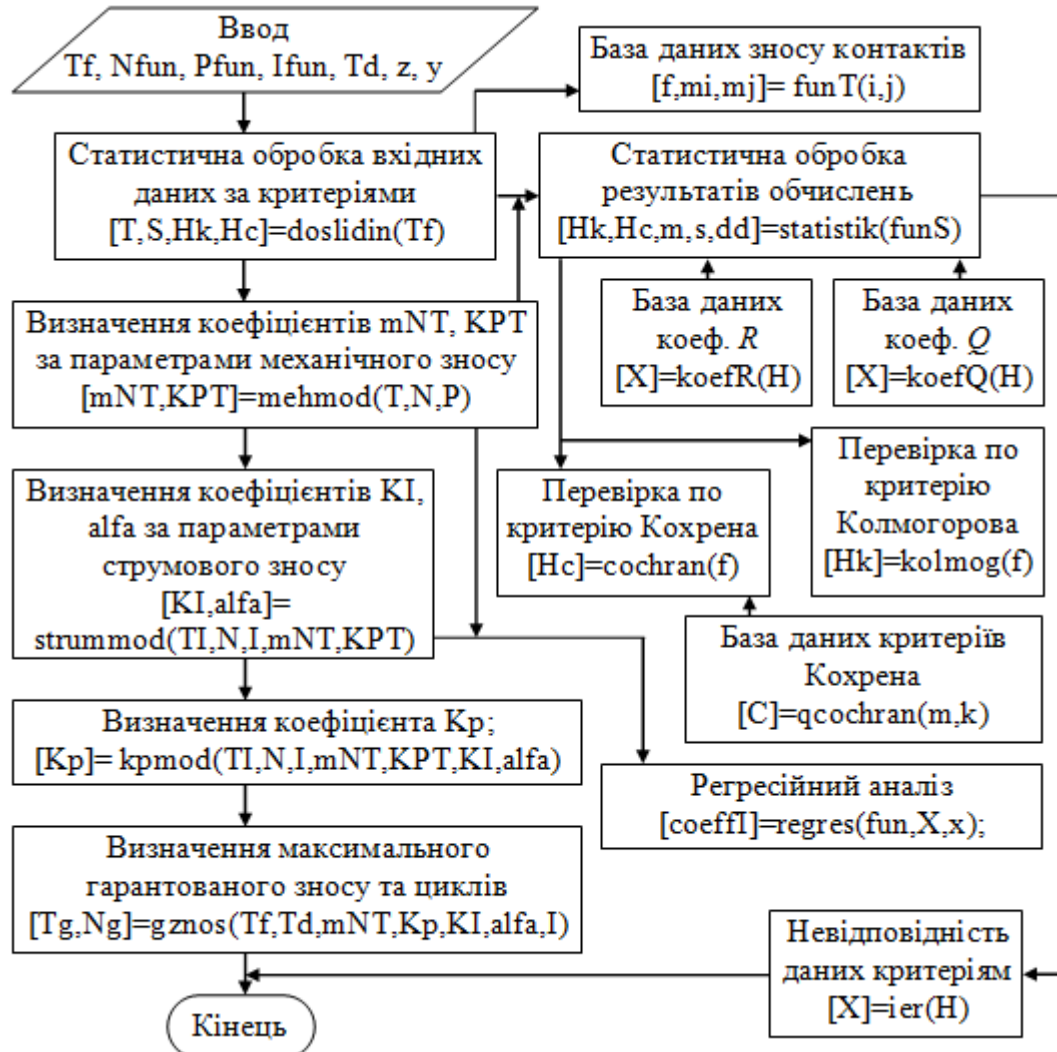 Ввод
Tf, Nfun, Pfun, Ifun, Td, z, y
База даних зносу контактів
[f,mi,mj]= funT(i,j)
Статистична обробка вхідних
даних за критеріями
[T,S,Hk,Hc]=doslidin(Tf)
Статистична обробка
результатів обчислень
[Hk,Hc,m,s,dd]=statistik(funS)
База даних
коеф. R
[X]=koefR(H)
База даних
коеф. Q
[X]=koefQ(H)
Визначення коефіцієнтів mNT, KPT
за параметрами механічного зносу
[mNT,KPT]=mehmod(T,N,P)
Перевірка по
критерію
Колмогорова
[Hk]=kolmog(f)
Перевірка по
критерію Кохрена
[Hc]=cochran(f)
Визначення коефіцієнтів KI,
alfa за параметрами
струмового зносу
[KI,alfa]=
strummod(TI,N,I,mNT,KPT)
База даних критеріїв
Кохрена
[C]=qcochran(m,k)
Визначення коефіцієнта Kp;
[Kp]= kpmod(TI,N,I,mNT,KPT,KI,alfa)
Регресійний аналіз
[coeffI]=regres(fun,X,x);
Визначення максимального
гарантованого зносу та циклів
[Tg,Ng]=gznos(Tf,Td,mNT,Kp,KI,alfa,I)
Невідповідність
даних критеріям
[X]=ier(H)
Кінець